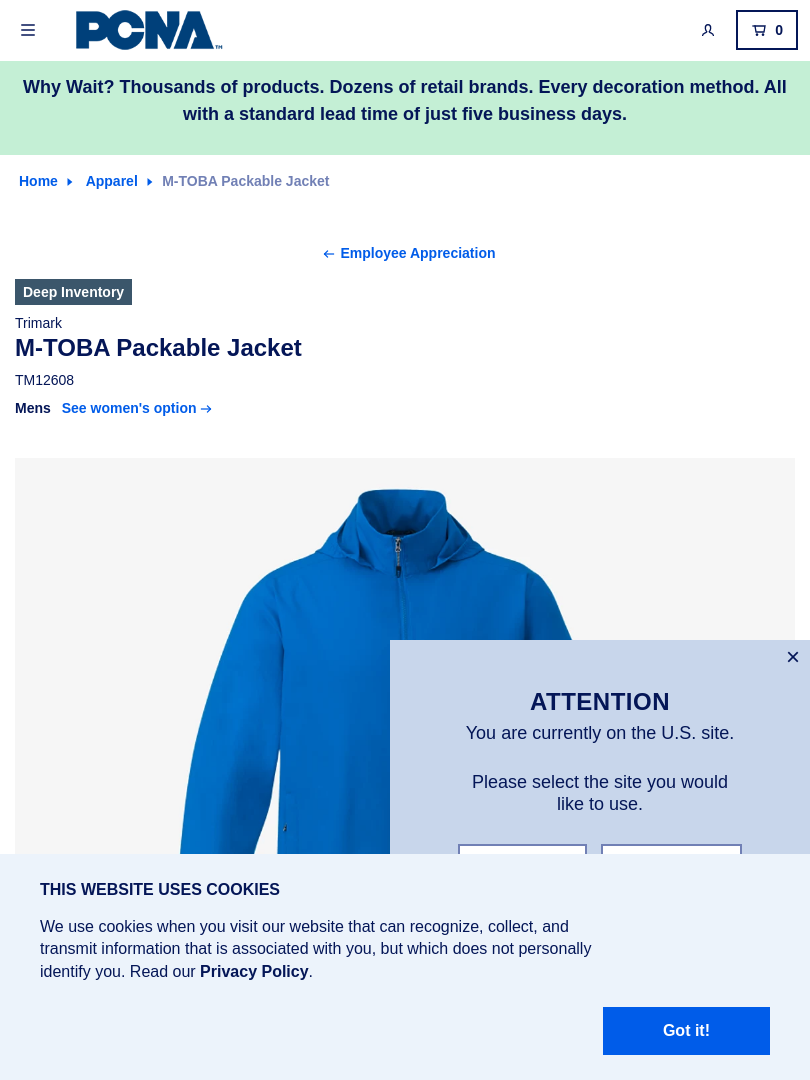 PCNA™
0
Why Wait? Thousands of products. Dozens of retail brands. Every decoration method. All
with a standard lead time of just five business days.
Home
Apparel
M-TOBA Packable Jacket
Employee Appreciation
Deep Inventory
Trimark
M-TOBA Packable Jacket
TM12608
Mens See women's option
ATTENTION
You are currently on the U.S. site.
Please select the site you would
like to use.
THIS WEBSITE USES COOKIES
We use cookies when you visit our website that can recognize, collect, and
transmit information that is associated with you, but which does not personally
identify you. Read our Privacy Policy.
Got it!